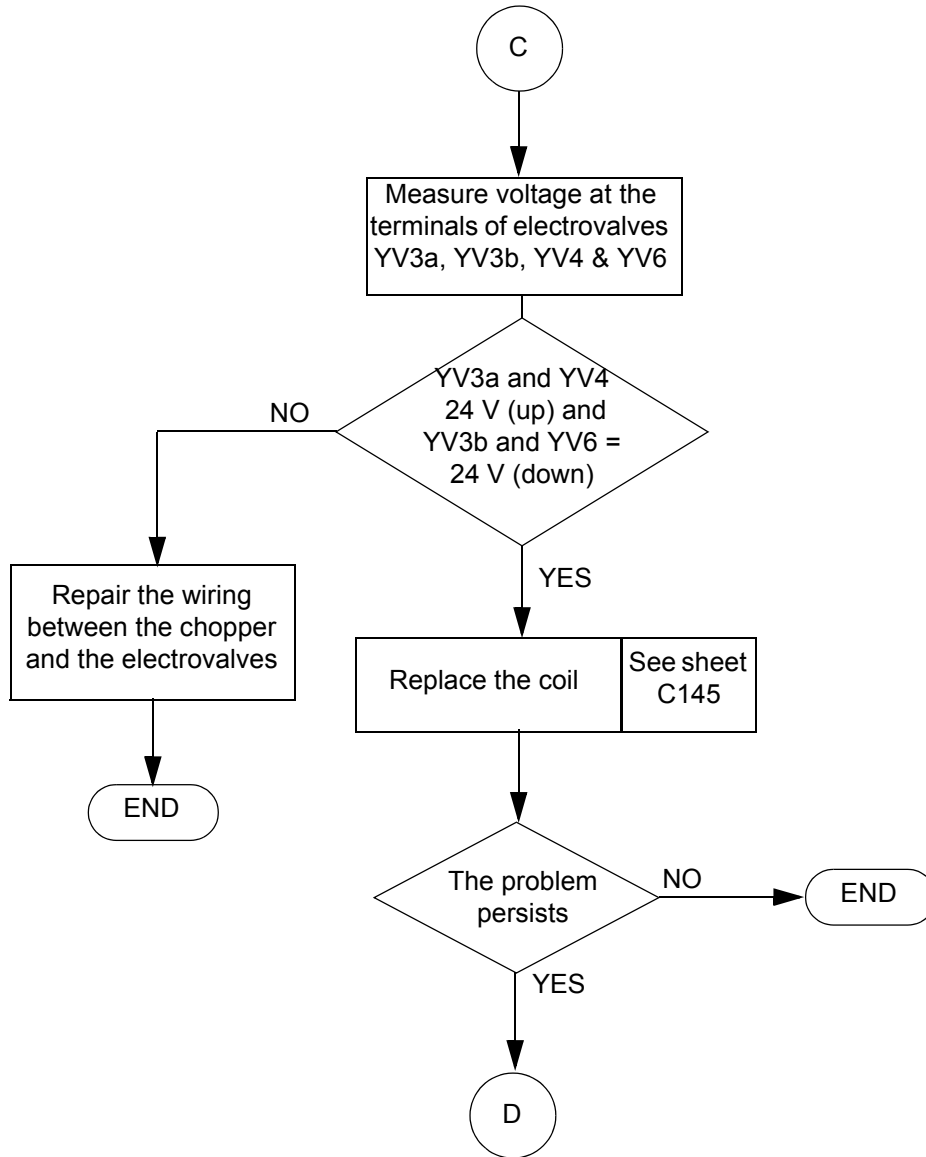 C
Measure voltage at the
terminals of electrovalves
YV3a, YV3b, YV4 & YV6
YV3a and YV4
24 V (up) and
YV3b and YV6 =
24 V (down)
NO
YES
Repair the wiring
between the chopper
and the electrovalves
END
Replace the coil
See sheet
C145
The problem
persists
NO
END
YES
D